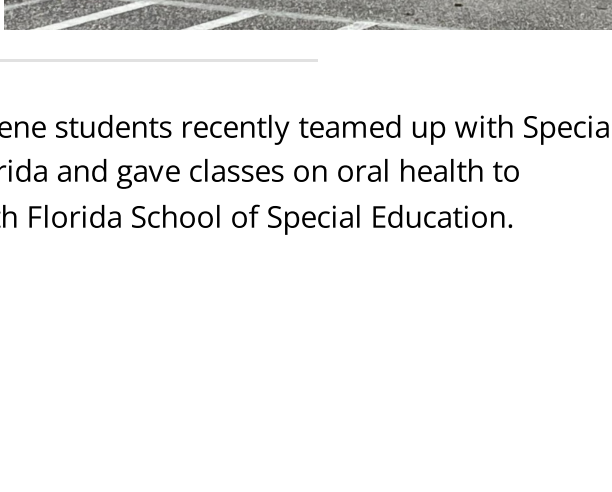 ene students recently teamed up with Specia
rida and gave classes on oral health to
h Florida School of Special Education.